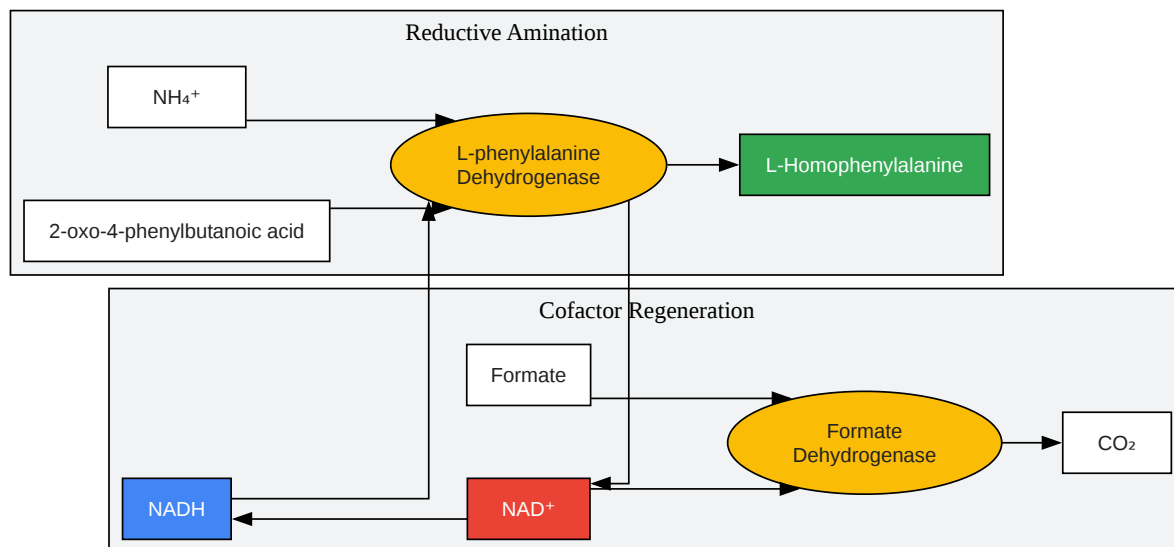 Reductive Amination
NH₄⁺
L-phenylalanine
Dehydrogenase
L-Homophenylalanine
2-oxo-4-phenylbutanoic acid
Cofactor Regeneration
Formate
Formate
Dehydrogenase
CO₂
NADH
NAD⁺